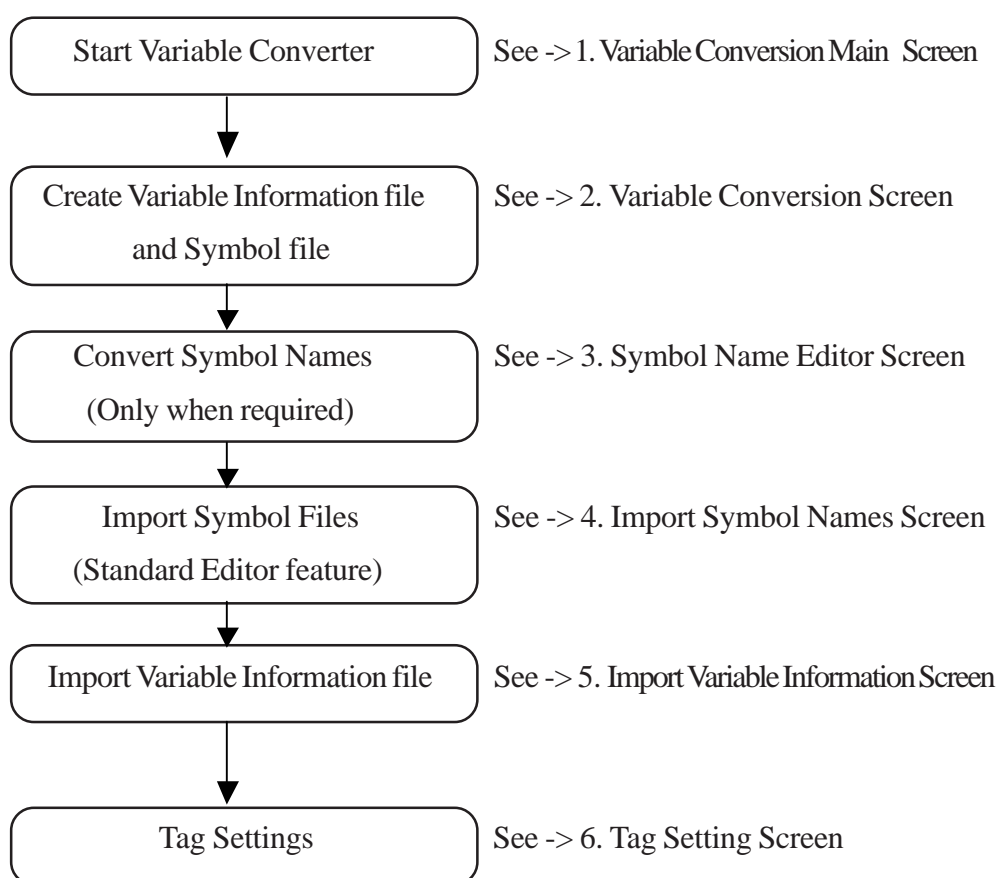 Start Variable Converter See -> 1. Variable Conversion Main Screen
Create Variable Information file See -> 2. Variable Conversion Screen
and Symbol file
Convert Symbol Names See -> 3. Symbol Name Editor Screen
(Only when required)
Import Symbol Files See -> 4. Import Symbol Names Screen
(Standard Editor feature)
Import Variable Information file See -> 5. Import Variable Information Screen
Tag Settings See -> 6. Tag Setting Screen